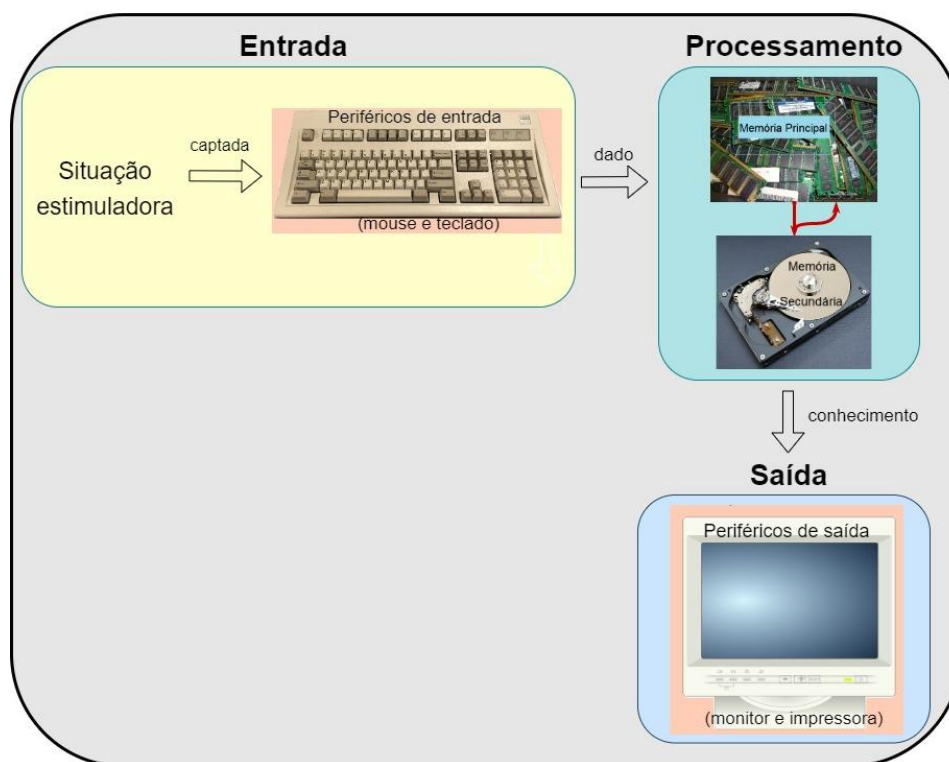 Entrada
Processamento
Situação
estimuladora
captada
Periféricos de entrada
(mouse e teclado)
dado
Memória Principal
Memória
Secundária
conhecimento
Saída
Periféricos de saída
(monitor e impressora)